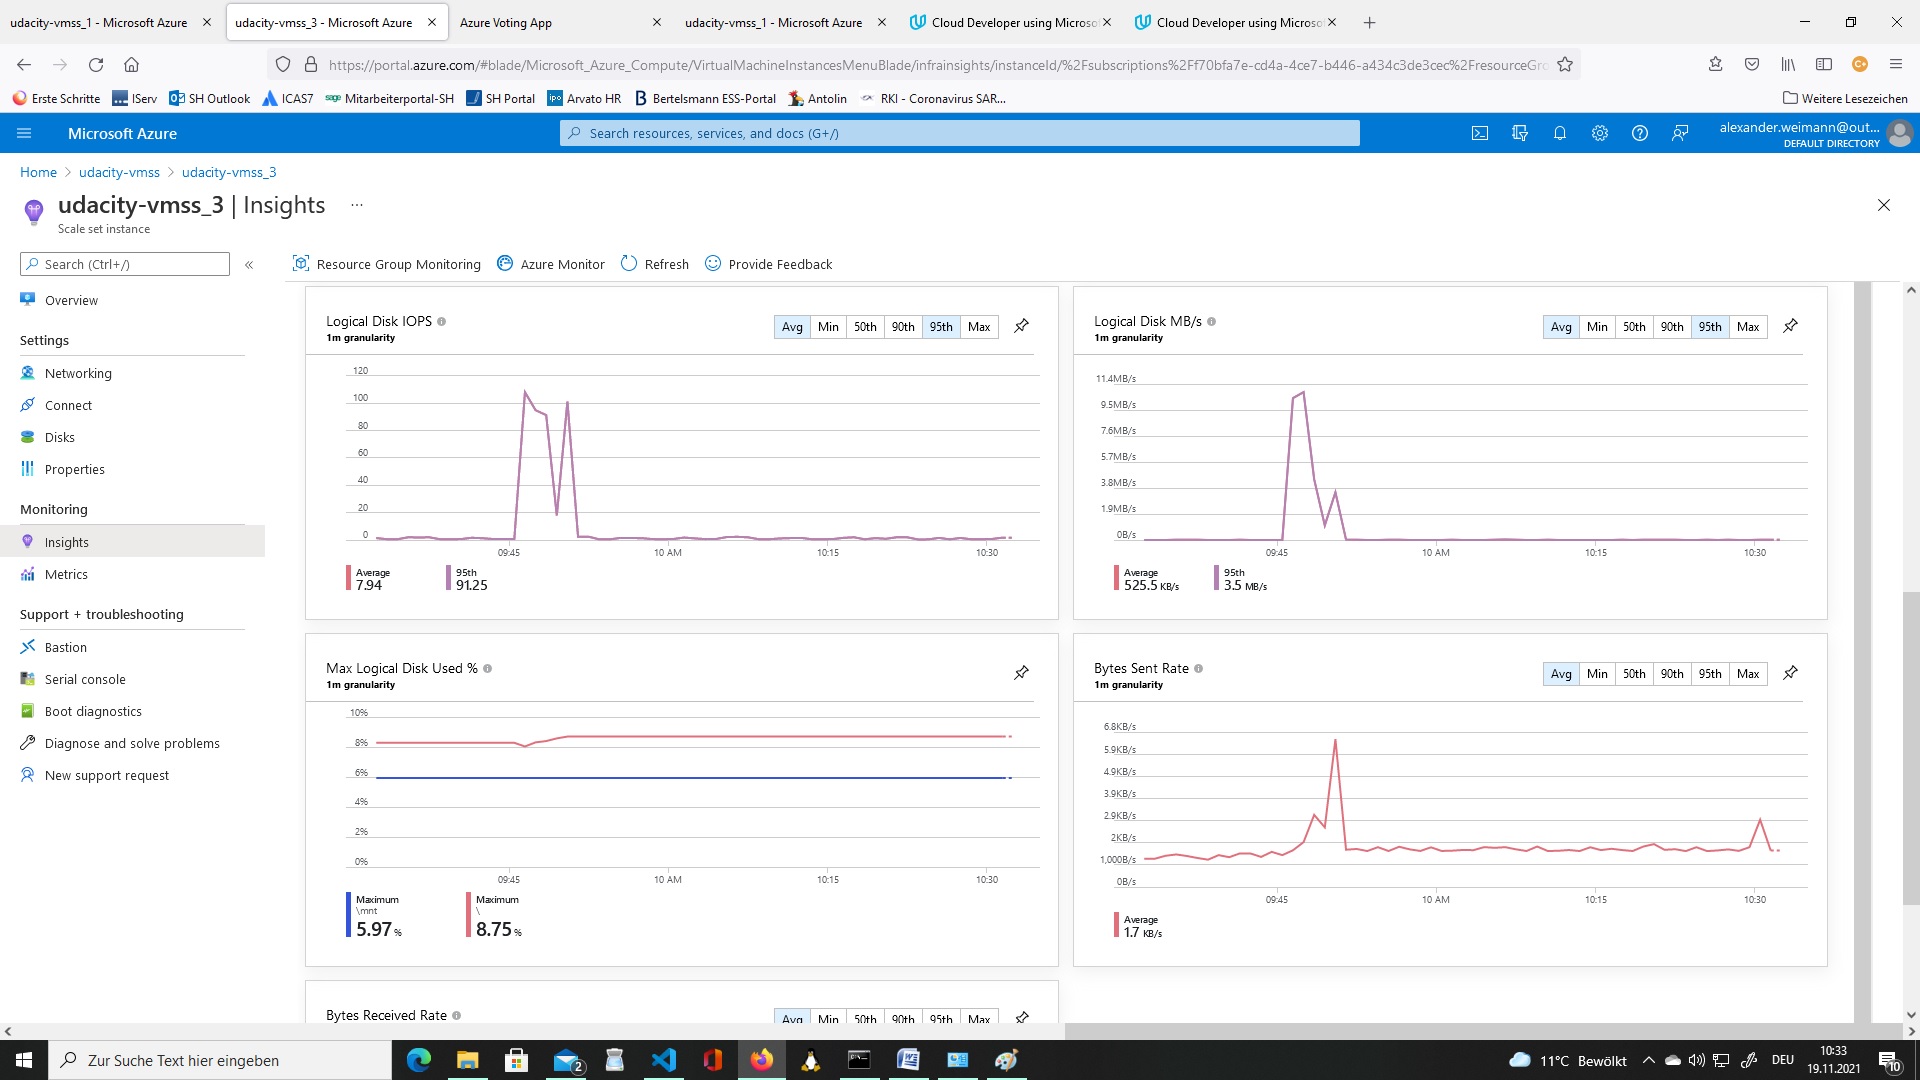 udacity-vmss_1 - Microsoft Azure
udacity-vmss_3 - Microsoft Azure
Azure Voting App
udacity-vmss_1 - Microsoft Azure
Cloud Developer using Microso
Cloud Developer using Microso
https://portal.azure.com/#blade/Microsoft_Azure_Compute/VirtualMachineInstancesMenuBlade/infrainsights/instanceId/%2Fsubscriptions%2Ff70bfa7e-cd4a-4ce7-b446-a434c3de3cec%2FresourceGro
Erste Schritte
IServ
SH Outlook
ICAS7
Mitarbeiterportal-SH
SH Portal
Arvato HR
Bertelsmann ESS-Portal
Antolin
RKI - Coronavirus SAR...
Weitere Lesezeichen
Microsoft Azure
Search resources, services, and docs (G+/)
alexander.weimann@out...
DEFAULT DIRECTORY
Home > udacity-vmss > udacity-vmss_3
udacity-vmss_3 | Insights ...
Scale set instance
Search (Ctrl+/)
«
Resource Group Monitoring
Azure Monitor
Refresh
Provide Feedback
Overview
Settings
Networking
Connect
Disks
Properties
Monitoring
Insights
Metrics
Support + troubleshooting
Bastion
Serial console
Boot diagnostics
Diagnose and solve problems
New support request
Logical Disk IOPS
1m granularity
Avg Min 50th 90th 95th Max
120
100
80
60
40
20
0
09:45 10 AM 10:15 10:30
Average
7.94
95th
91.25
Logical Disk MB/s
1m granularity
Avg Min 50th 90th 95th Max
11.4MB/s
9.5MB/s
7.6MB/s
5.7MB/s
3.8MB/s
1.9MB/s
0B/s
09:45 10 AM 10:15 10:30
Average
525.5 KB/s
95th
3.5 MB/s
Max Logical Disk Used %
1m granularity
10%
8%
6%
4%
2%
0%
09:45 10 AM 10:15 10:30
Maximum
\mnt
5.97 %
Maximum
\
8.75 %
Bytes Sent Rate
1m granularity
Avg Min 50th 90th 95th Max
6.8KB/s
5.9KB/s
4.9KB/s
3.9KB/s
2.9KB/s
2KB/s
1,000B/s
0B/s
09:45 10 AM 10:15 10:30
Average
1.7 KB/s
Bytes Received Rate
Avg Min 50th 90th 95th Max
Zur Suche Text hier eingeben
2
11°C Bewölkt
DEU
10:33
19.11.2021
10